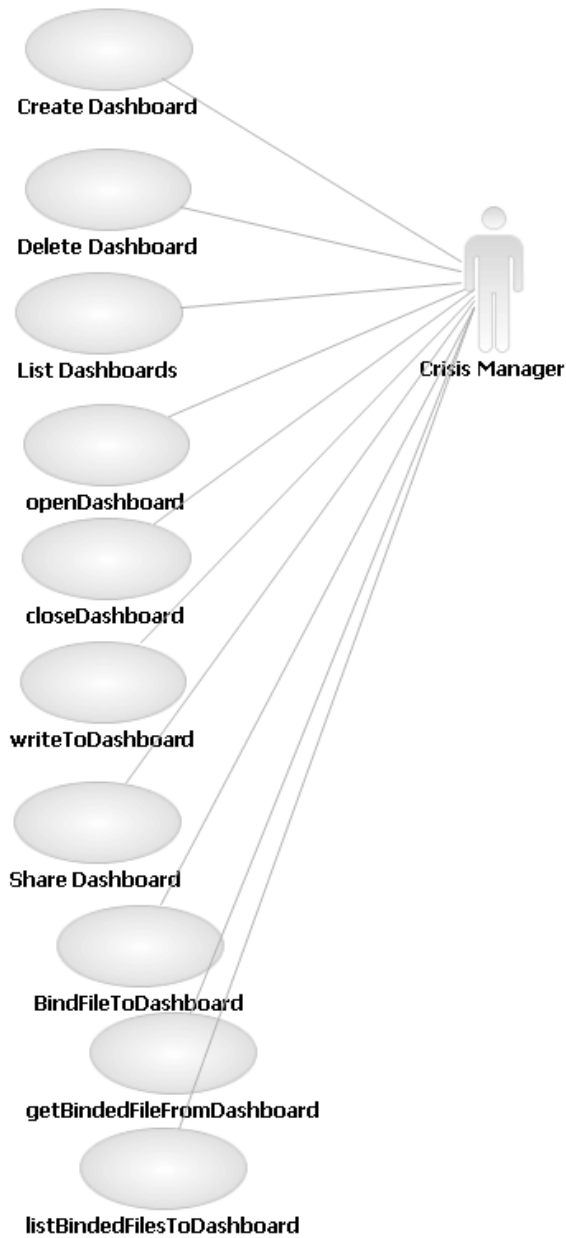 Create Dashboard
Delete Dashboard
List Dashboards
Crisis Manager
openDashboard
closeDashboard
writeToDashboard
Share Dashboard
BindFileToDashboard
getBindedFileFromDashboard
listBindedFilesToDashboard